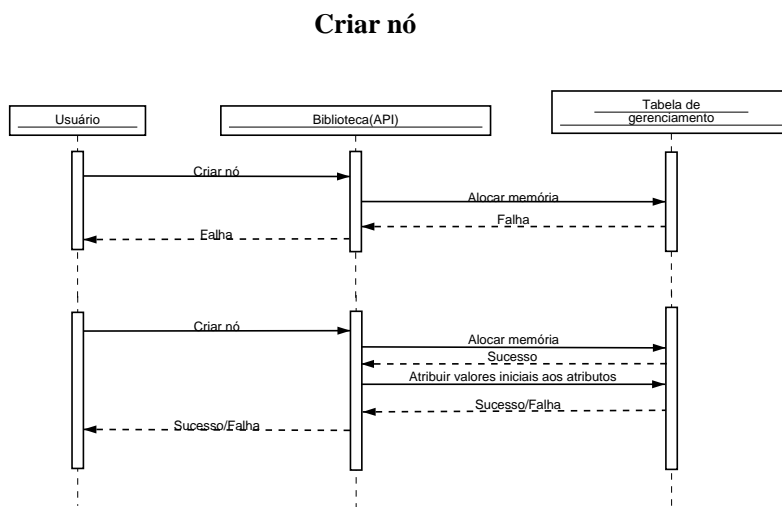 Criar nó
Usuário
Biblioteca(API)
Tabela de
gerenciamento
Criar nó
Alocar memória
Falha
Falha
Criar nó
Alocar memória
Sucesso
Atribuir valores iniciais aos atributos
Sucesso/Falha
Sucesso/Falha